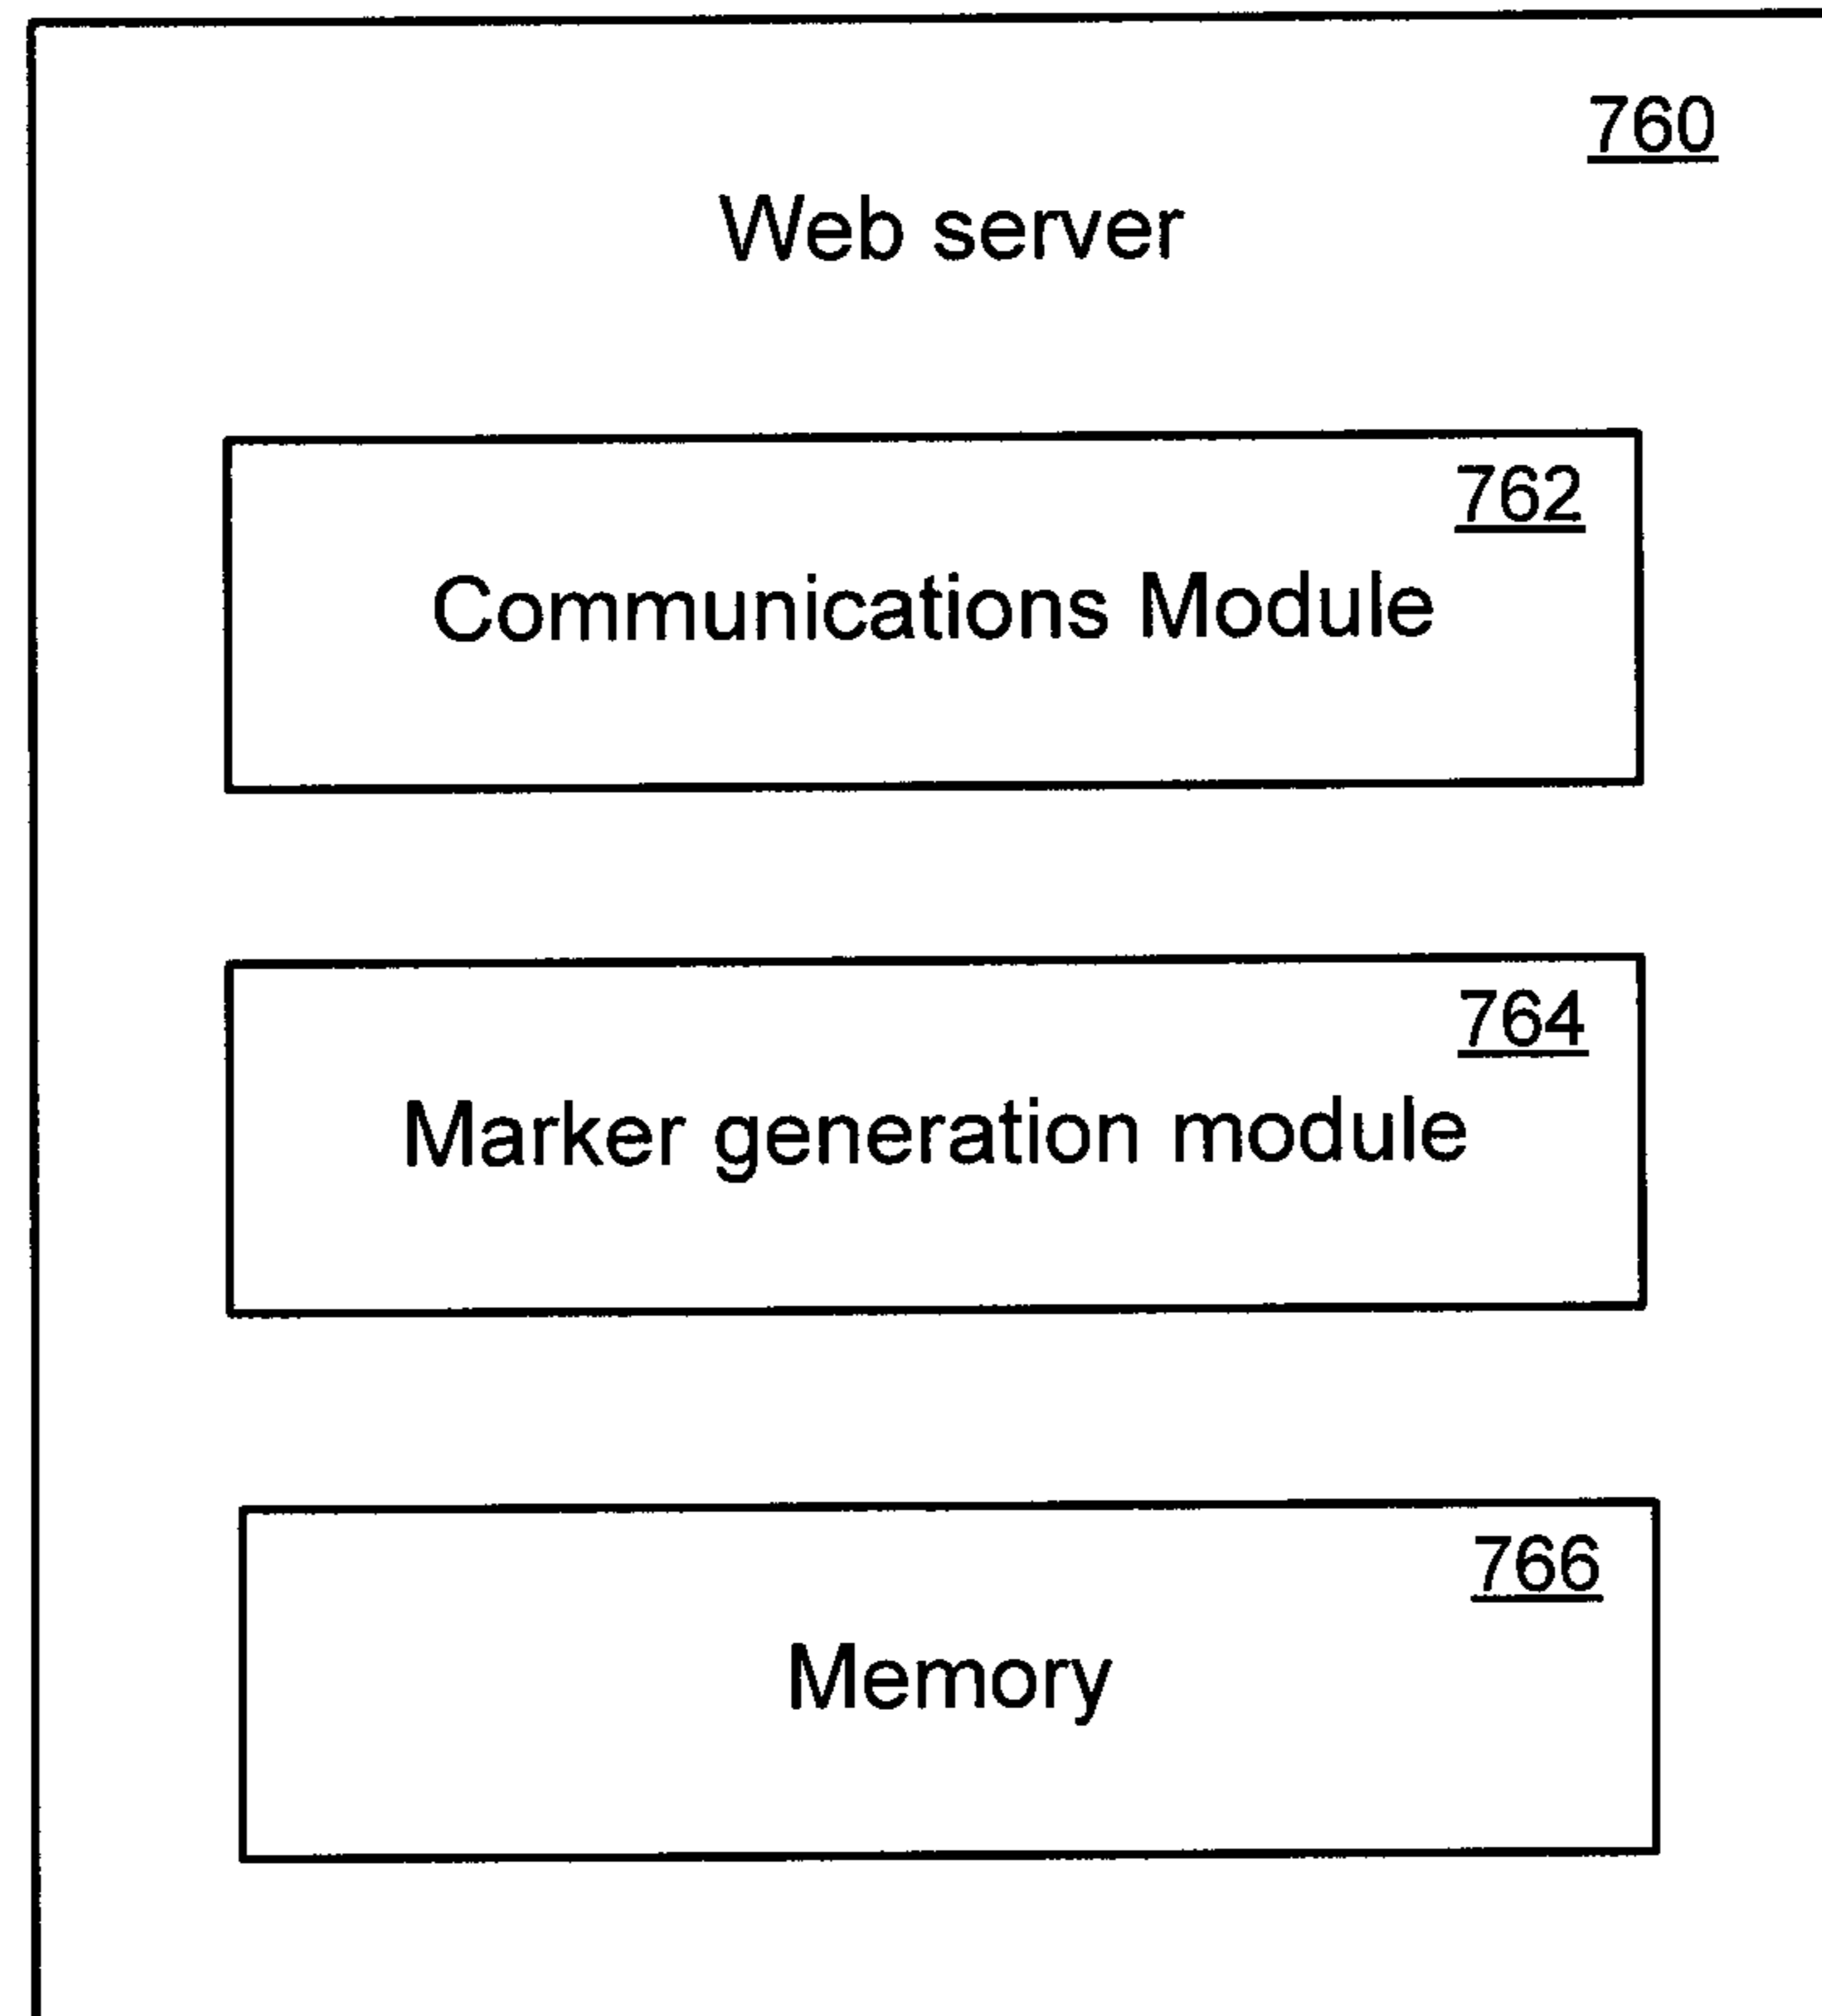 760
Web server
762
Communications Module
764
Marker generation module
766
Memory